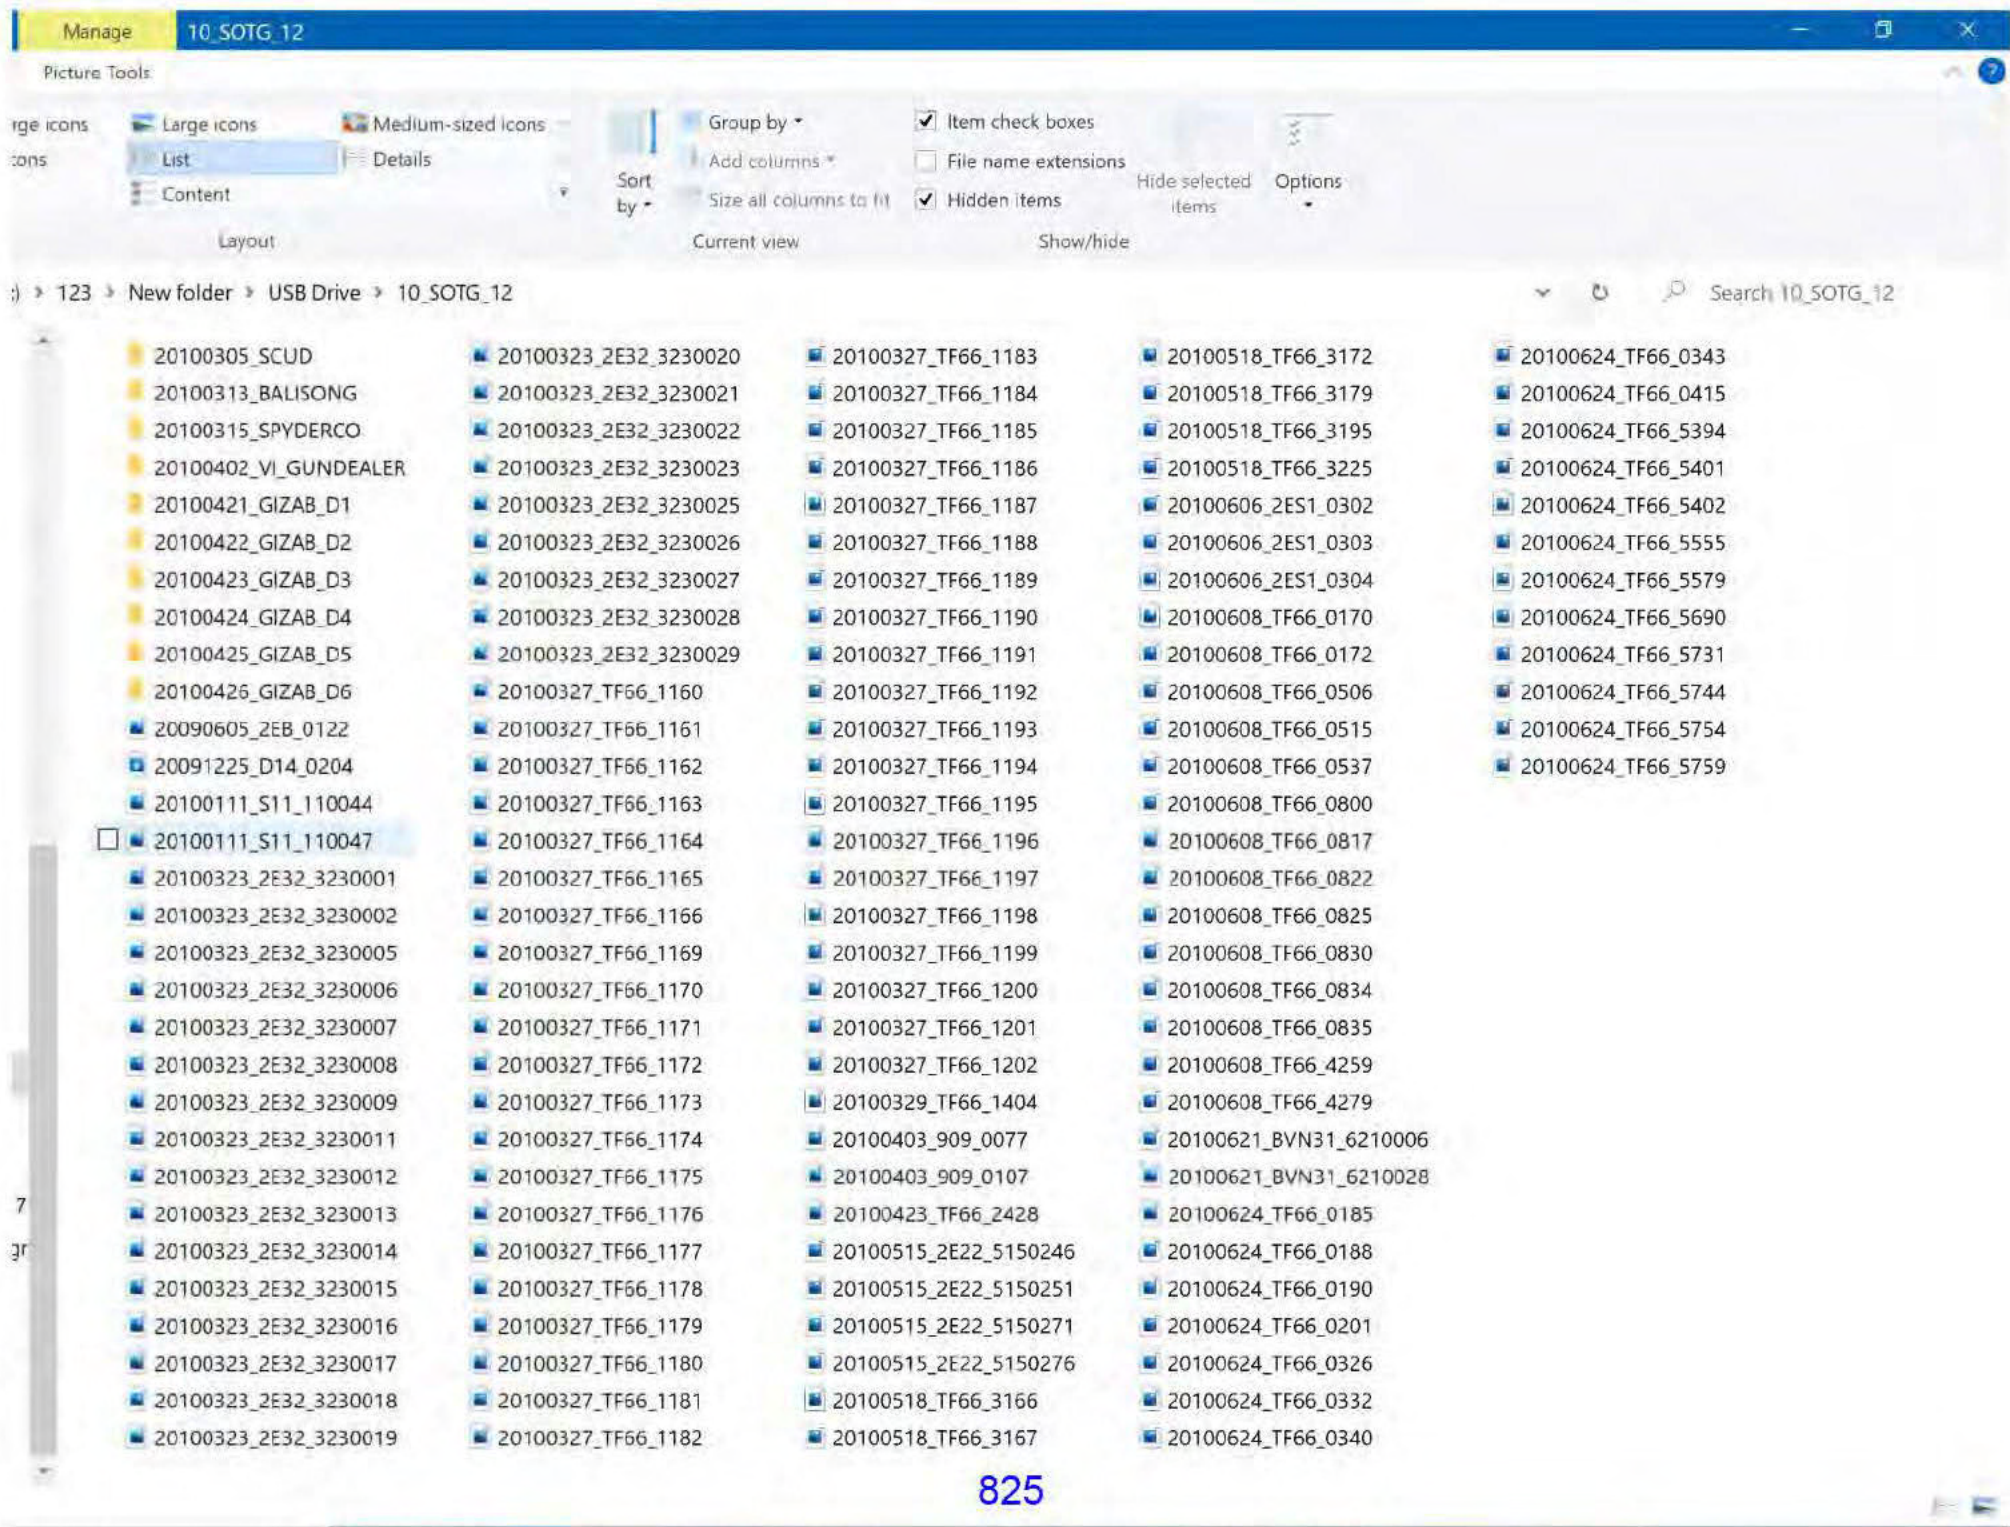 Manage 10_SOTG_12
Picture Tools
rge icons Large icons Medium-sized icons Group by Item check boxes
cons List Details Add columns File name extensions
Content Sort by Size all columns to fit Hidden items Hide selected items Options
Layout Current view Show/hide
:) > 123 > New folder > USB Drive > 10_SOTG_12 Search 10_SOTG_12
20100305_SCUD
20100313_BALISONG
20100315_SPYDERCO
20100402_VI_GUNDEALER
20100421_GIZAB_D1
20100422_GIZAB_D2
20100423_GIZAB_D3
20100424_GIZAB_D4
20100425_GIZAB_D5
20100426_GIZAB_D6
20090605_2EB_0122
20091225_D14_0204
20100111_S11_110044
20100111_S11_110047
20100323_2E32_3230001
20100323_2E32_3230002
20100323_2E32_3230005
20100323_2E32_3230006
20100323_2E32_3230007
20100323_2E32_3230008
20100323_2E32_3230009
20100323_2E32_3230011
20100323_2E32_3230012
20100323_2E32_3230013
20100323_2E32_3230014
20100323_2E32_3230015
20100323_2E32_3230016
20100323_2E32_3230017
20100323_2E32_3230018
20100323_2E32_3230019
20100323_2E32_3230020
20100323_2E32_3230021
20100323_2E32_3230022
20100323_2E32_3230023
20100323_2E32_3230025
20100323_2E32_3230026
20100323_2E32_3230027
20100323_2E32_3230028
20100323_2E32_3230029
20100327_TF66_1160
20100327_TF66_1161
20100327_TF66_1162
20100327_TF66_1163
20100327_TF66_1164
20100327_TF66_1165
20100327_TF66_1166
20100327_TF66_1169
20100327_TF66_1170
20100327_TF66_1171
20100327_TF66_1172
20100327_TF66_1173
20100327_TF66_1174
20100327_TF66_1175
20100327_TF66_1176
20100327_TF66_1177
20100327_TF66_1178
20100327_TF66_1179
20100327_TF66_1180
20100327_TF66_1181
20100327_TF66_1182
20100327_TF66_1183
20100327_TF66_1184
20100327_TF66_1185
20100327_TF66_1186
20100327_TF66_1187
20100327_TF66_1188
20100327_TF66_1189
20100327_TF66_1190
20100327_TF66_1191
20100327_TF66_1192
20100327_TF66_1193
20100327_TF66_1194
20100327_TF66_1195
20100327_TF66_1196
20100327_TF66_1197
20100327_TF66_1198
20100327_TF66_1199
20100327_TF66_1200
20100327_TF66_1201
20100327_TF66_1202
20100329_TF66_1404
20100403_909_0077
20100403_909_0107
20100423_TF66_2428
20100515_2E22_5150246
20100515_2E22_5150251
20100515_2E22_5150271
20100515_2E22_5150276
20100518_TF66_3166
20100518_TF66_3167
20100518_TF66_3172
20100518_TF66_3179
20100518_TF66_3195
20100518_TF66_3225
20100606_2ES1_0302
20100606_2ES1_0303
20100606_2ES1_0304
20100608_TF66_0170
20100608_TF66_0172
20100608_TF66_0506
20100608_TF66_0515
20100608_TF66_0537
20100608_TF66_0800
20100608_TF66_0817
20100608_TF66_0822
20100608_TF66_0825
20100608_TF66_0830
20100608_TF66_0834
20100608_TF66_0835
20100608_TF66_4259
20100608_TF66_4279
20100621_BVN31_6210006
20100621_BVN31_6210028
20100624_TF66_0185
20100624_TF66_0188
20100624_TF66_0190
20100624_TF66_0201
20100624_TF66_0326
20100624_TF66_0332
20100624_TF66_0340
20100624_TF66_0343
20100624_TF66_0415
20100624_TF66_5394
20100624_TF66_5401
20100624_TF66_5402
20100624_TF66_5555
20100624_TF66_5579
20100624_TF66_5690
20100624_TF66_5731
20100624_TF66_5744
20100624_TF66_5754
20100624_TF66_5759
7
gr
825